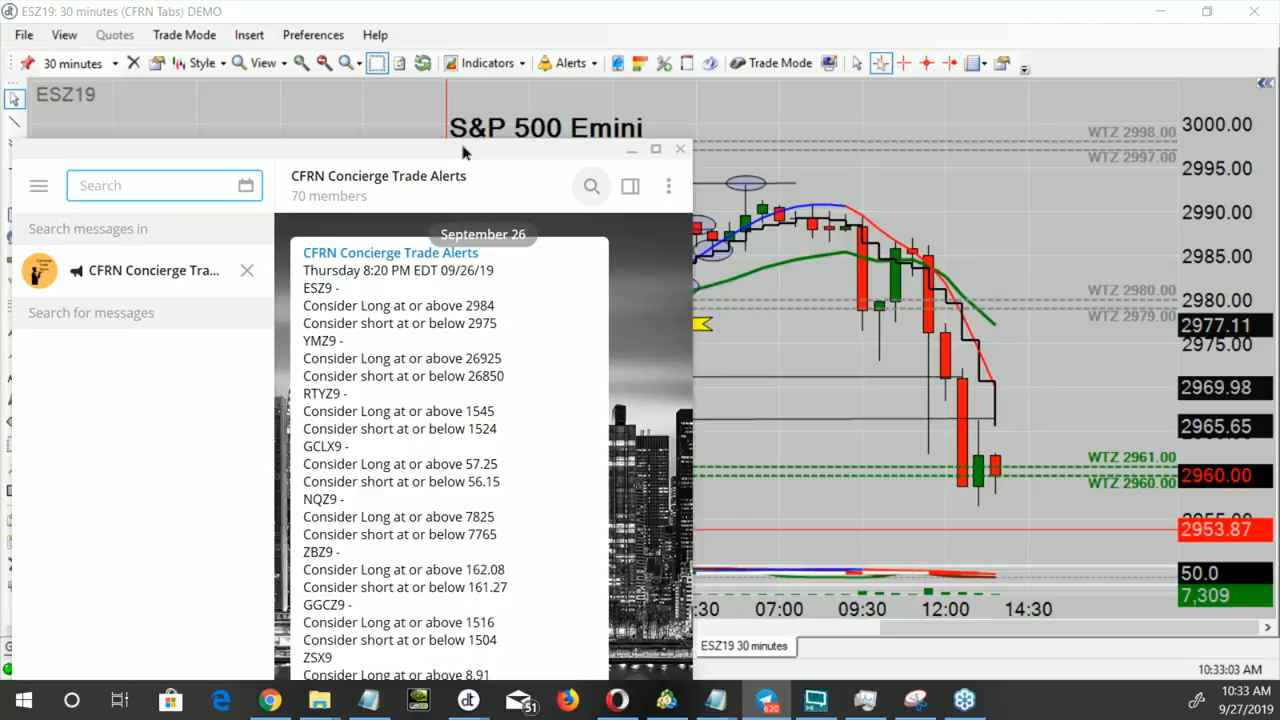 ESZ19: 30 minutes (CFRN Tabs) DEMO
File View Quotes Trade Mode Insert Preferences Help
30 minutes Style View Indicators Alerts Trade Mode
ESZ19
S&P 500 Emini
Search
CFRN Concierge Trade Alerts
70 members
Search messages in
CFRN Concierge Tra...
Search for messages
September 26
CFRN Concierge Trade Alerts
Thursday 8:20 PM EDT 09/26/19
ESZ9 -
Consider Long at or above 2984
Consider short at or below 2975
YMZ9 -
Consider Long at or above 26925
Consider short at or below 26850
RTYZ9 -
Consider Long at or above 1545
Consider short at or below 1524
GCLX9 -
Consider Long at or above 57.25
Consider short at or below 56.15
NQZ9 -
Consider Long at or above 7825
Consider short at or below 7765
ZBZ9 -
Consider Long at or above 162.08
Consider short at or below 161.27
GGCZ9 -
Consider Long at or above 1516
Consider short at or below 1504
ZSX9
Consider Long at or above 8.91
WTZ 2998.00
WTZ 2997.00
WTZ 2980.00
WTZ 2979.00
WTZ 2961.00
WTZ 2960.00
3000.00
2995.00
2990.00
2985.00
2980.00
2977.11
2975.00
2969.98
2965.65
2960.00
2955.00
2953.87
50.0
7,309
:30 07:00 09:30 12:00 14:30
ESZ19 30 minutes
10:33:03 AM
51
620
10:33 AM
9/27/2019